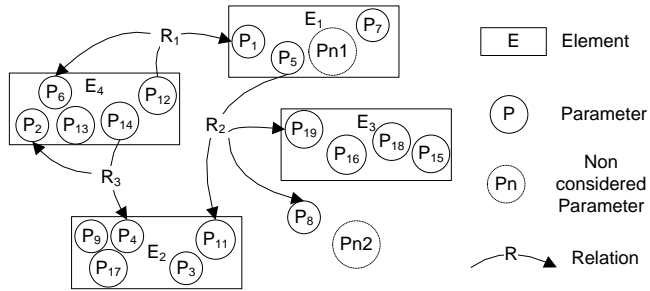 R1
E1
P1
P5
Pn1
P7
E Element
P6
E4
P12
P2
P13
P14
R2
P19
E3
P16
P18
P15
P Parameter
R3
Pn Non
considered
Parameter
P8
Pn2
P9
P4
E2
P11
P17
P3
R Relation